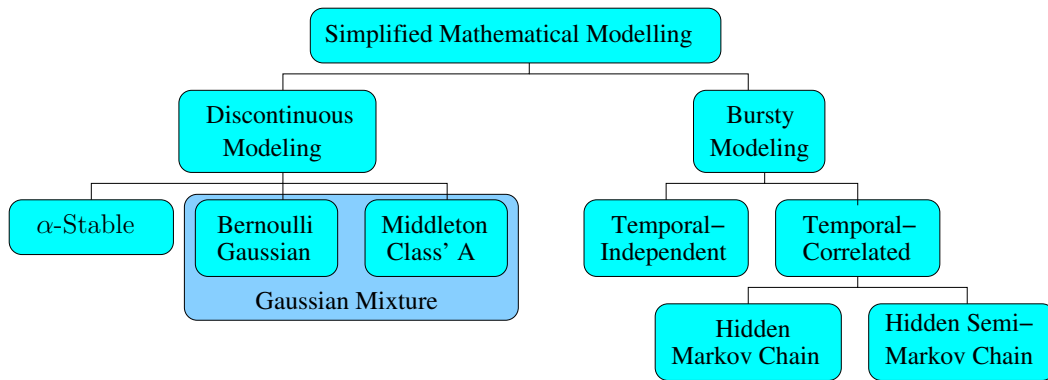 Simplified Mathematical Modelling
Discontinuous
Modeling
Bursty
Modeling
α-Stable
Bernoulli
Gaussian
Middleton
Class' A
Gaussian Mixture
Temporal−
Independent
Temporal−
Correlated
Hidden
Markov Chain
Hidden Semi−
Markov Chain